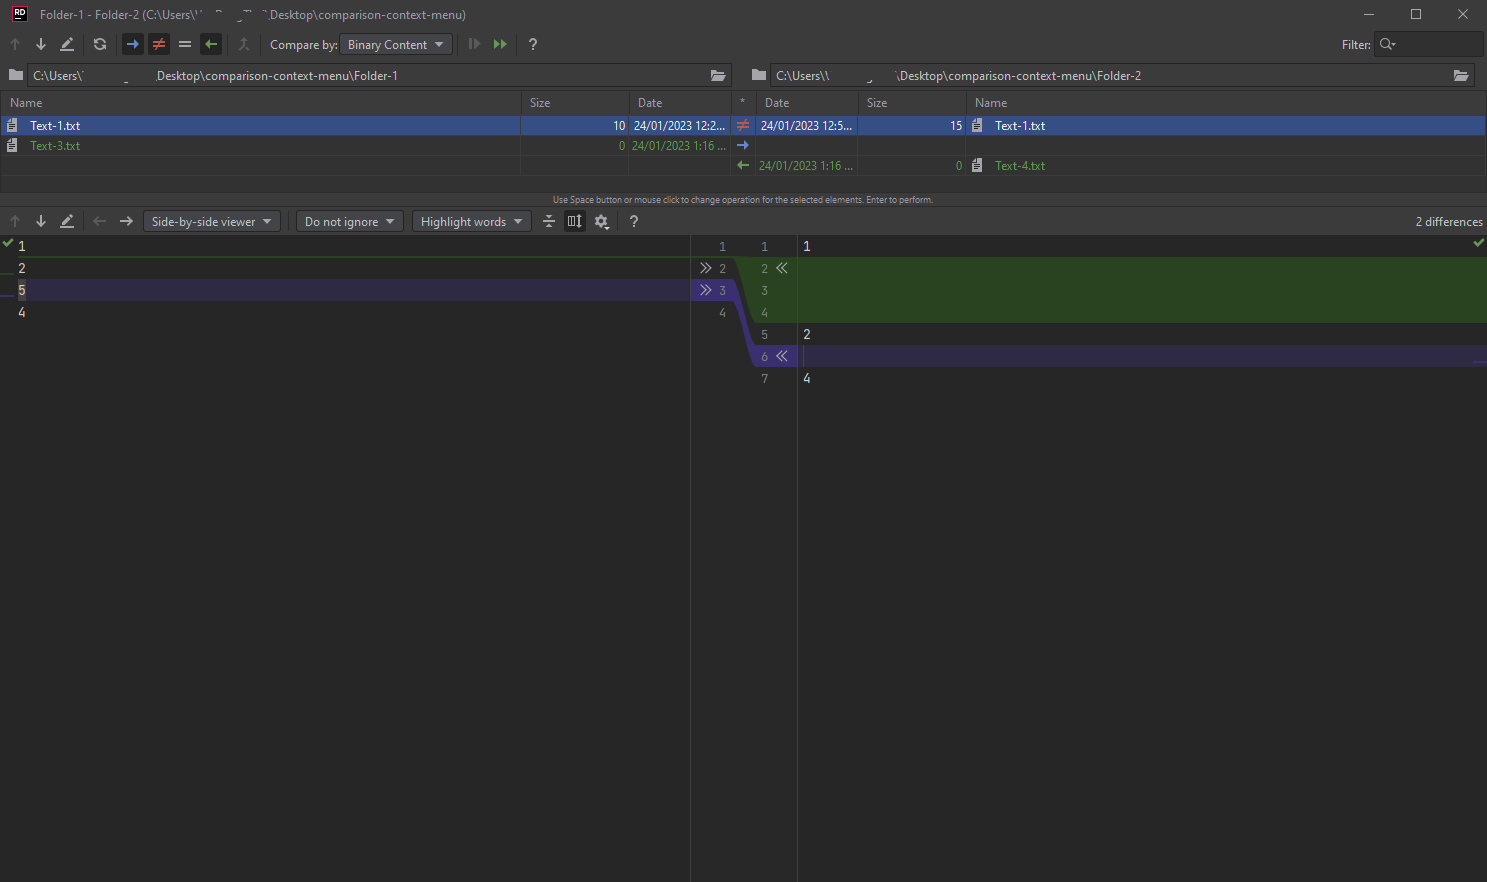 RD Folder-1 - Folder-2 (C:\Users\ Desktop\comparison-context-menu)
Compare by: Binary Content ? Filter:
C:\Users\ Desktop\comparison-context-menu\Folder-1 C:\Users\\ \Desktop\comparison-context-menu\Folder-2
Name Size Date * Date Size Name
Text-1.txt 10 24/01/2023 12:2... ≠ 24/01/2023 12:5... 15 Text-1.txt
Text-3.txt 0 24/01/2023 1:16 ...
24/01/2023 1:16 ... 0 Text-4.txt
Use Space button or mouse click to change operation for the selected elements. Enter to perform.
Side-by-side viewer Do not ignore Highlight words ? 2 differences
1 1 1 1
2 2 2
5 3 3
4 4 4
5 2
6
7 4